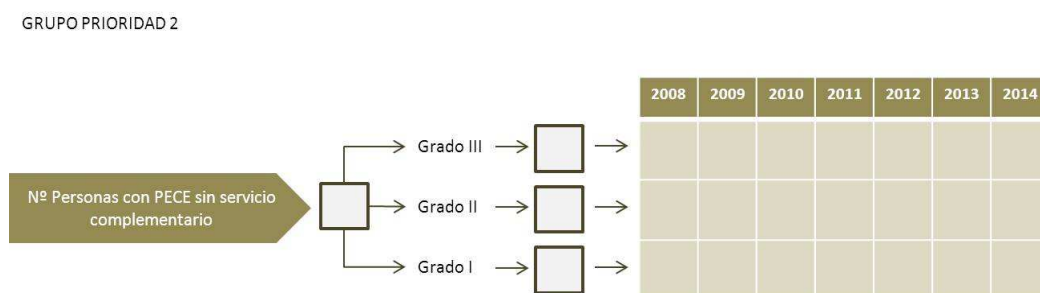 GRUPO PRIORIDAD 2
2008 2009 2010 2011 2012 2013 2014
Grado III
Nº Personas con PECE sin servicio
complementario
Grado II
Grado I